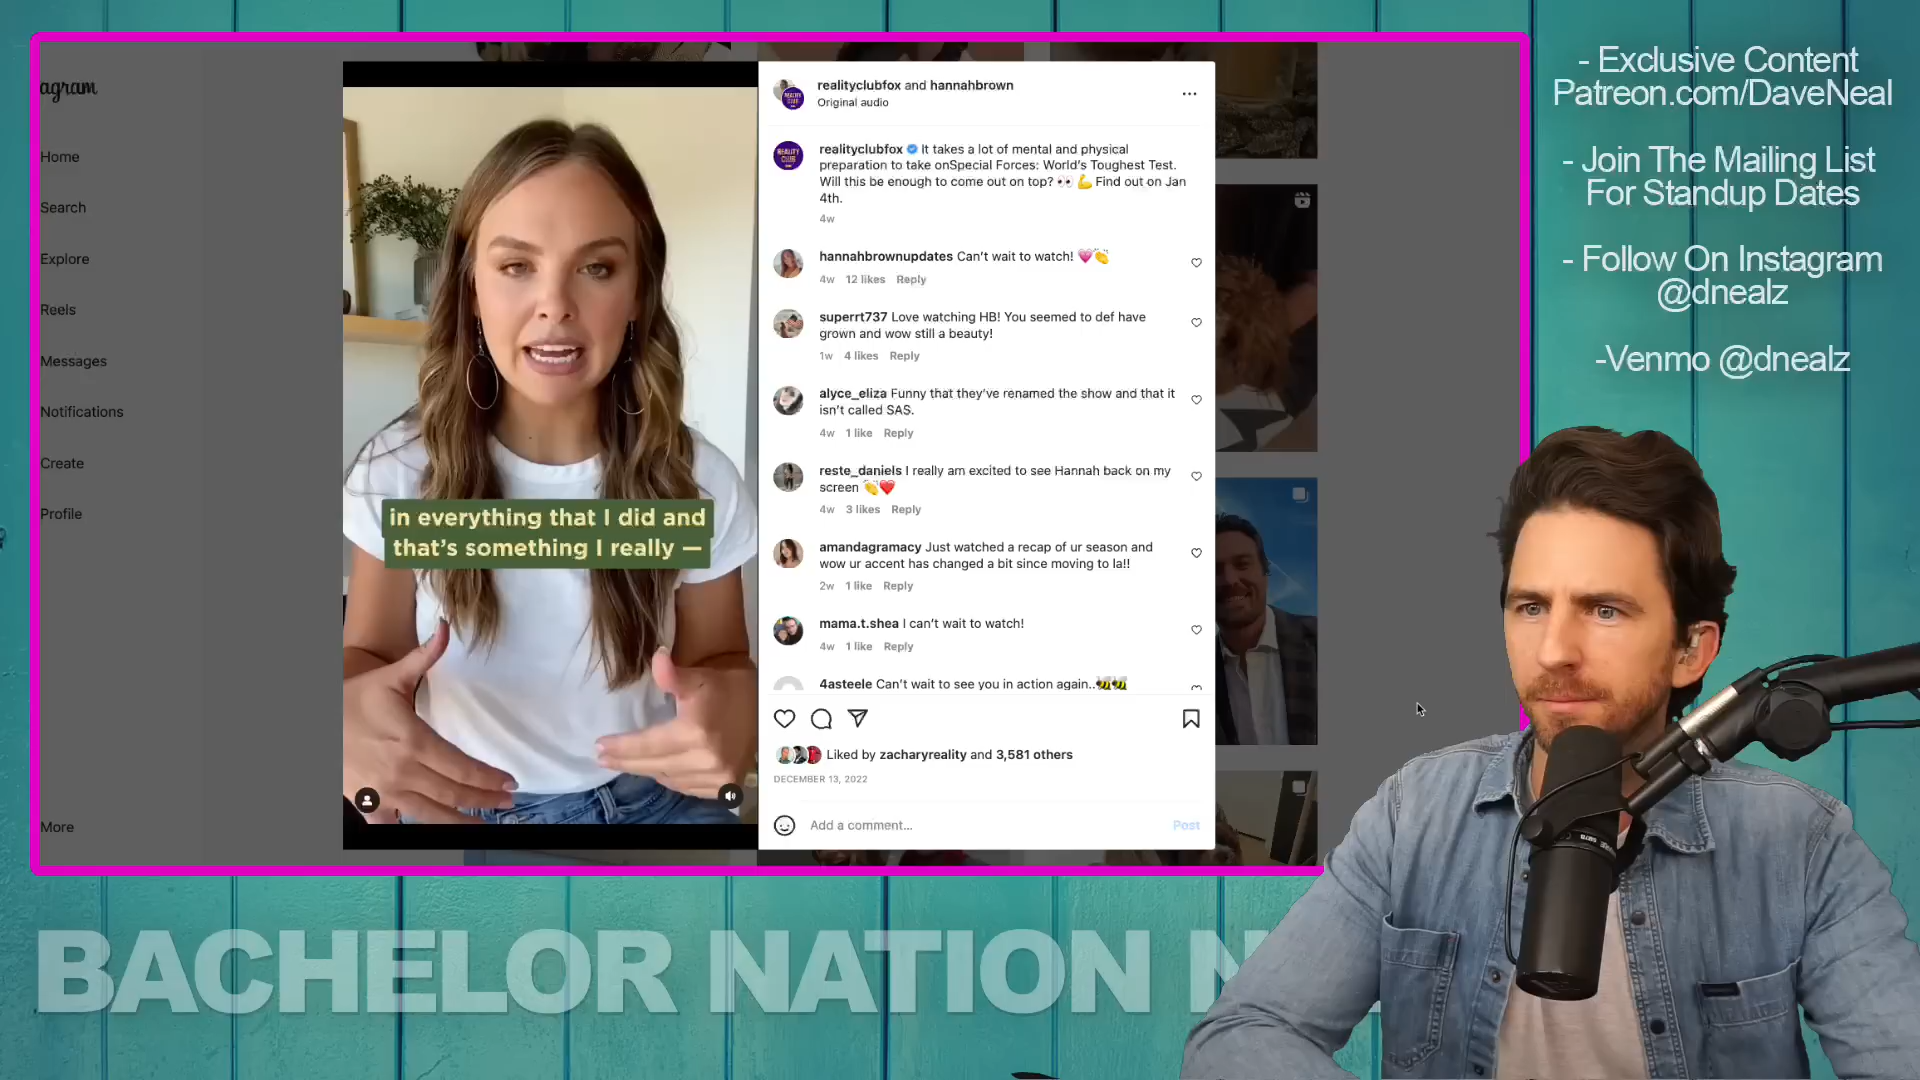 agram
Home
Search
Explore
Reels
Messages
Notifications
Create
Profile
More
in everything that I did and
that's something I really —
realityclubfox and hannahbrown
Original audio
realityclubfox It takes a lot of mental and physical
preparation to take onSpecial Forces: World's Toughest Test.
Will this be enough to come out on top? 👀 💪 Find out on Jan
4th.
4w
hannahbrownupdates Can't wait to watch! 💗👏
4w 12 likes Reply
superrt737 Love watching HB! You seemed to def have
grown and wow still a beauty!
1w 4 likes Reply
alyce_eliza Funny that they've renamed the show and that it
isn't called SAS.
4w 1 like Reply
reste_daniels I really am excited to see Hannah back on my
screen 👏❤️
4w 3 likes Reply
amandagramacy Just watched a recap of ur season and
wow ur accent has changed a bit since moving to la!!
2w 1 like Reply
mama.t.shea I can't wait to watch!
4w 1 like Reply
4asteele Can't wait to see you in action again..🐝🐝
Liked by zacharyreality and 3,581 others
DECEMBER 13, 2022
Add a comment...
Post
- Exclusive Content
Patreon.com/DaveNeal
- Join The Mailing List
For Standup Dates
- Follow On Instagram
@dnealz
-Venmo @dnealz
BACHELOR NATION N